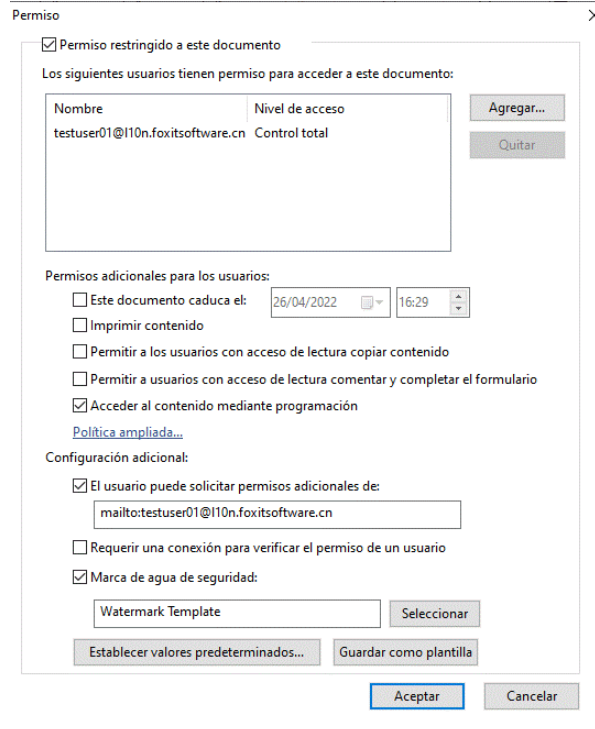 Permiso
Permiso restringido a este documento
Los siguientes usuarios tienen permiso para acceder a este documento:
Nombre Nivel de acceso Agregar...
testuser01@l10n.foxitsoftware.cn Control total
Quitar
Permisos adicionales para los usuarios:
Este documento caduca el: 26/04/2022 16:29
Imprimir contenido
Permitir a los usuarios con acceso de lectura copiar contenido
Permitir a usuarios con acceso de lectura comentar y completar el formulario
Acceder al contenido mediante programación
Política ampliada...
Configuración adicional:
El usuario puede solicitar permisos adicionales de:
mailto:testuser01@l10n.foxitsoftware.cn
Requerir una conexión para verificar el permiso de un usuario
Marca de agua de seguridad:
Watermark Template Seleccionar
Establecer valores predeterminados... Guardar como plantilla
Aceptar Cancelar